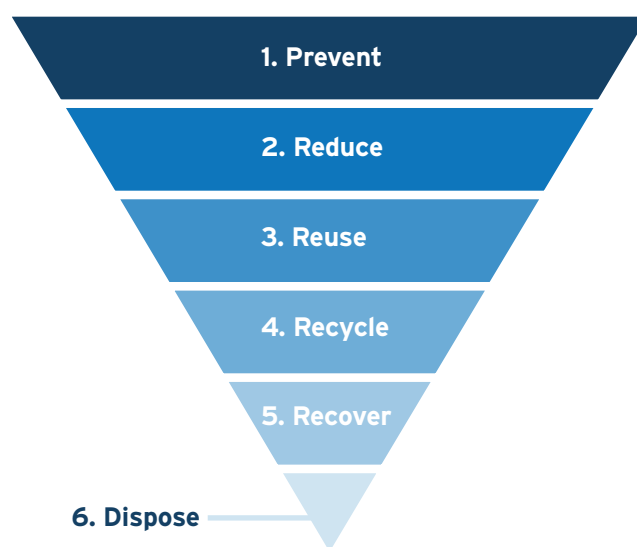 1. Prevent
2. Reduce
3. Reuse
4. Recycle
5. Recover
6. Dispose